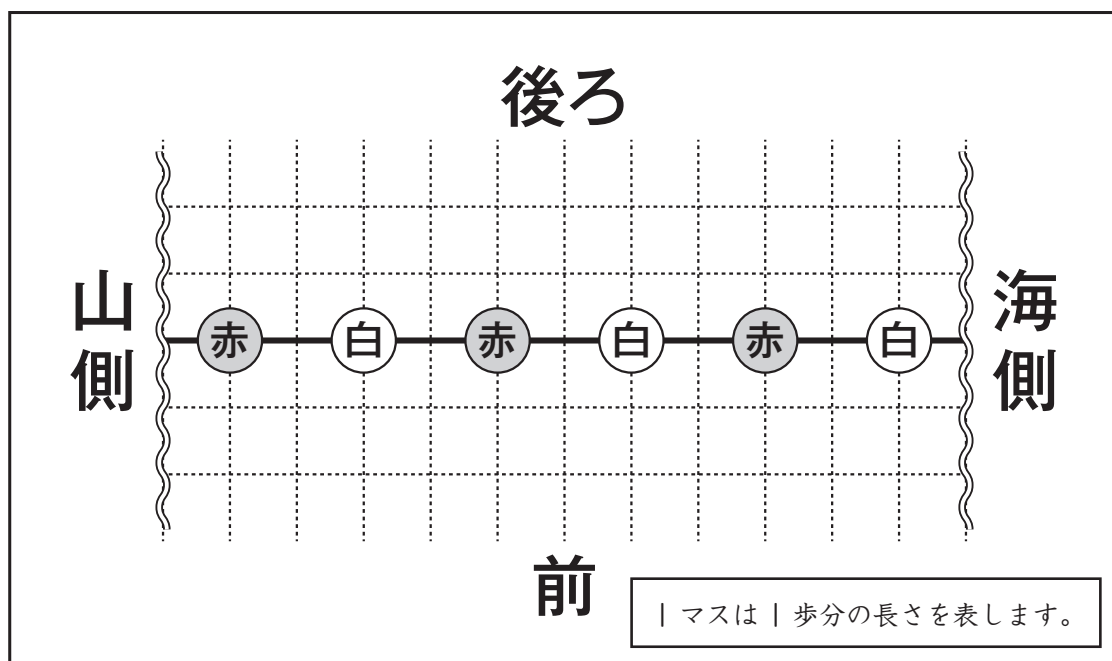 後ろ
山側
赤 白 赤 白 赤 白
海側
前
1マスは1歩分の長さを表します。